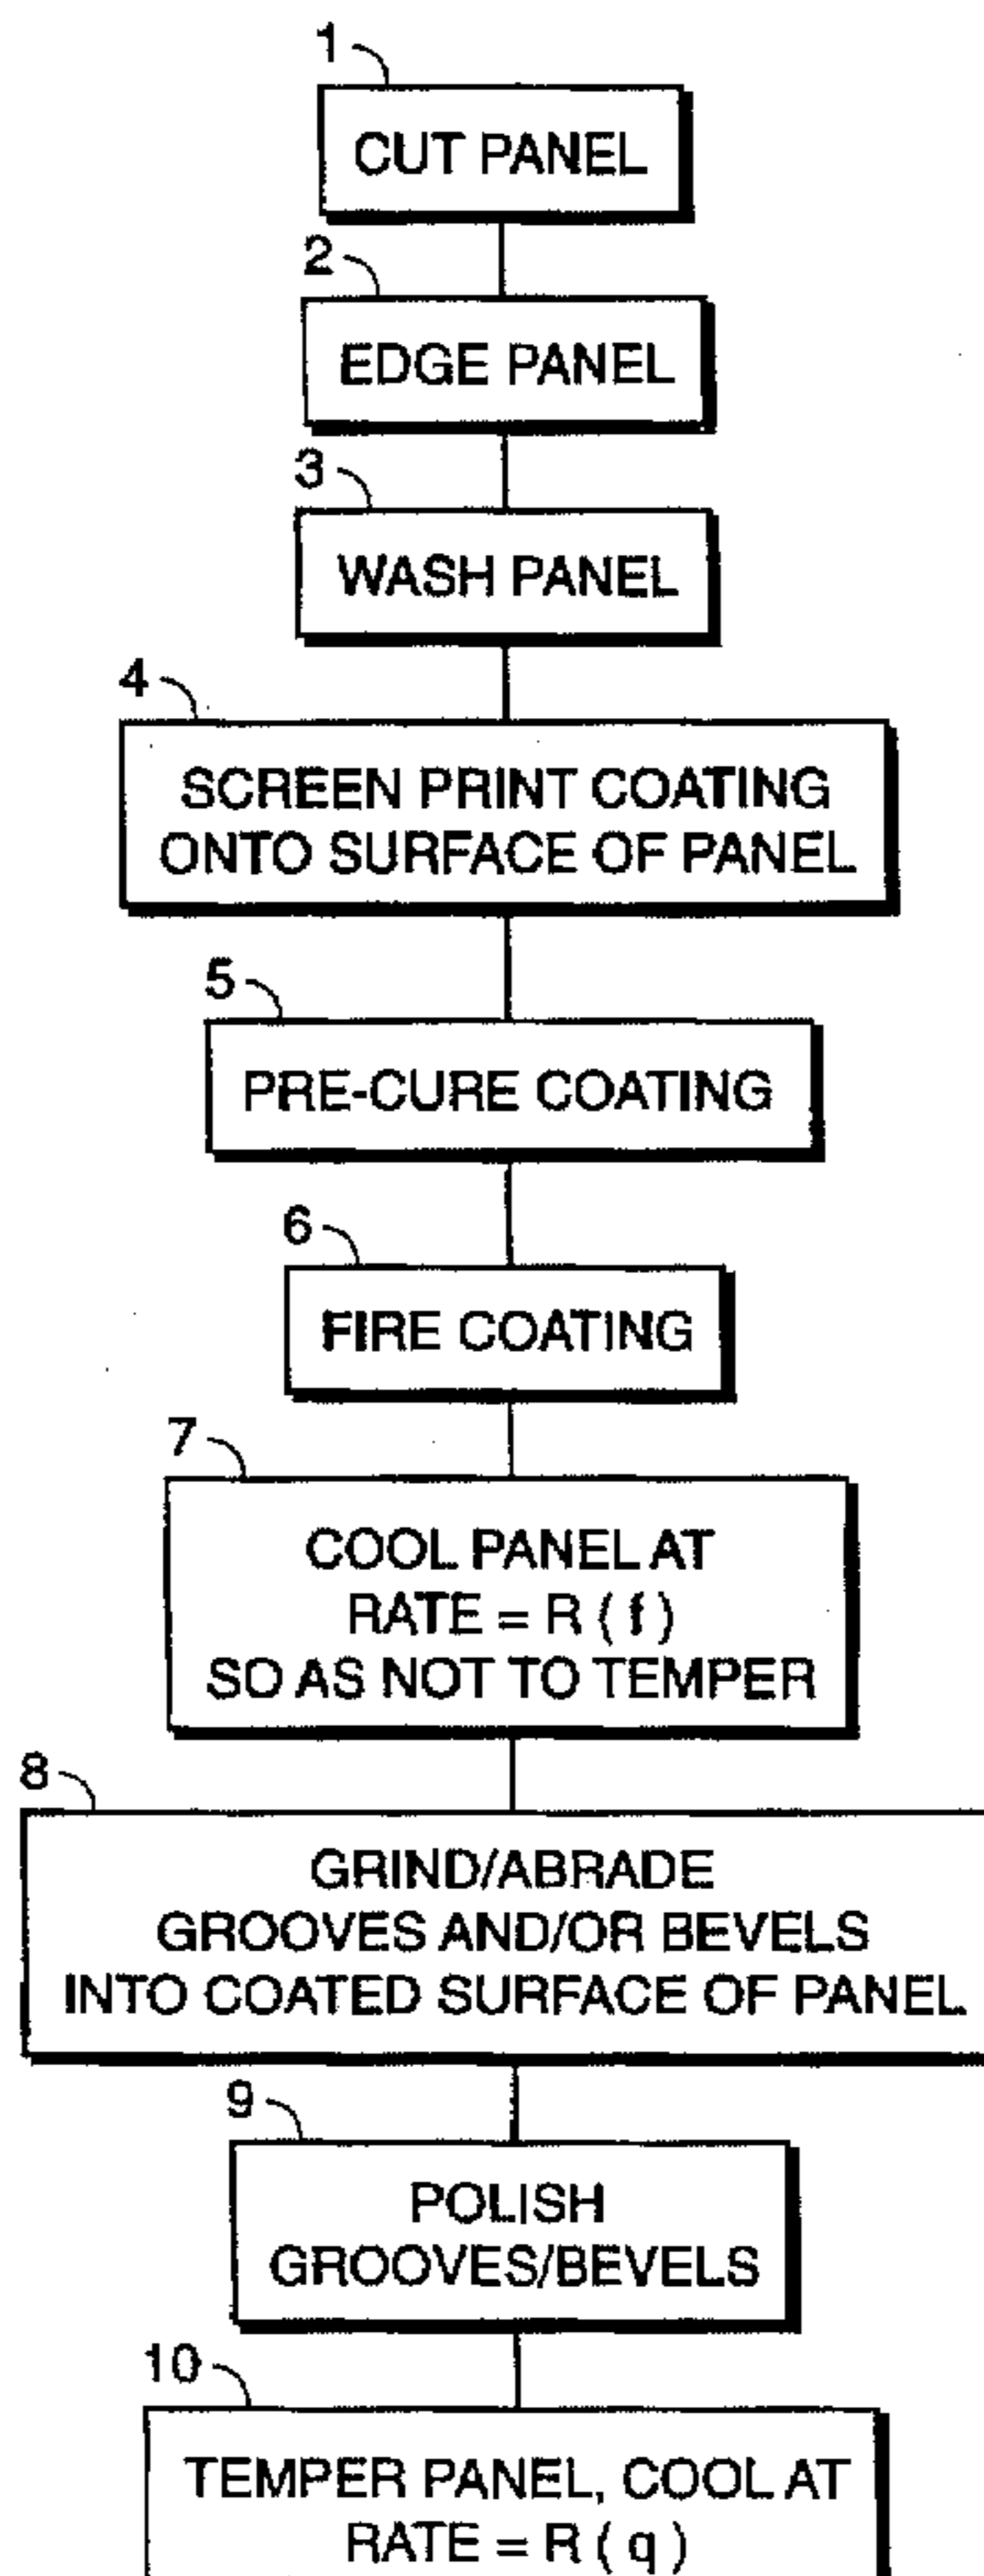 1
CUT PANEL
2
EDGE PANEL
3
WASH PANEL
4
SCREEN PRINT COATING
ONTO SURFACE OF PANEL
5
PRE-CURE COATING
6
FIRE COATING
7
COOL PANEL AT
RATE = R ( f )
SO AS NOT TO TEMPER
8
GRIND/ABRADE
GROOVES AND/OR BEVELS
INTO COATED SURFACE OF PANEL
9
POLISH
GROOVES/BEVELS
10
TEMPER PANEL, COOL AT
RATE = R ( q )